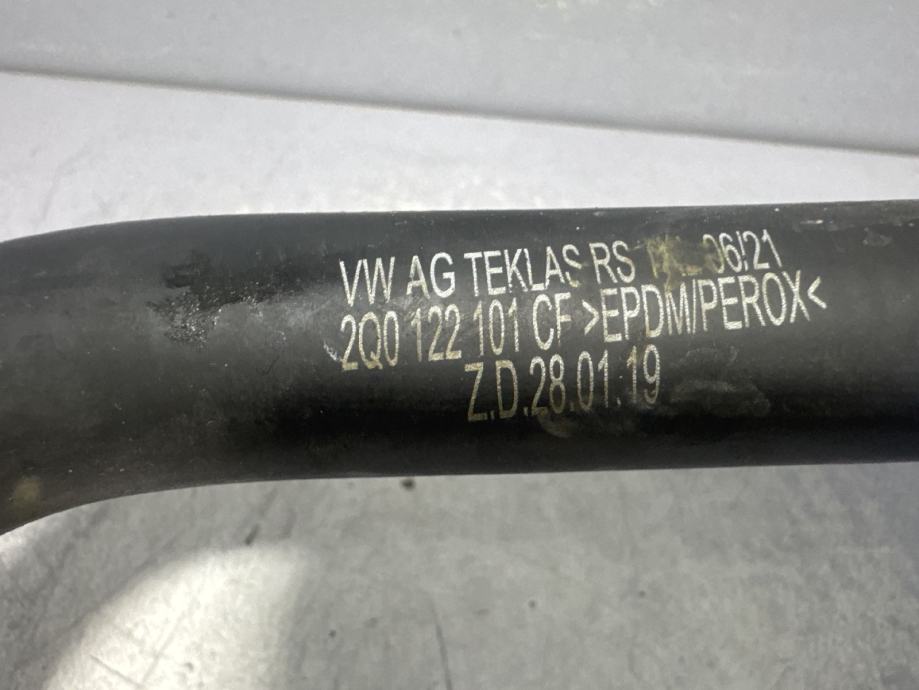 VW AG TEKLAS RS 06/21
2Q0 122 101 CF >EPDM/PEROX<
Z.D.28.01.19